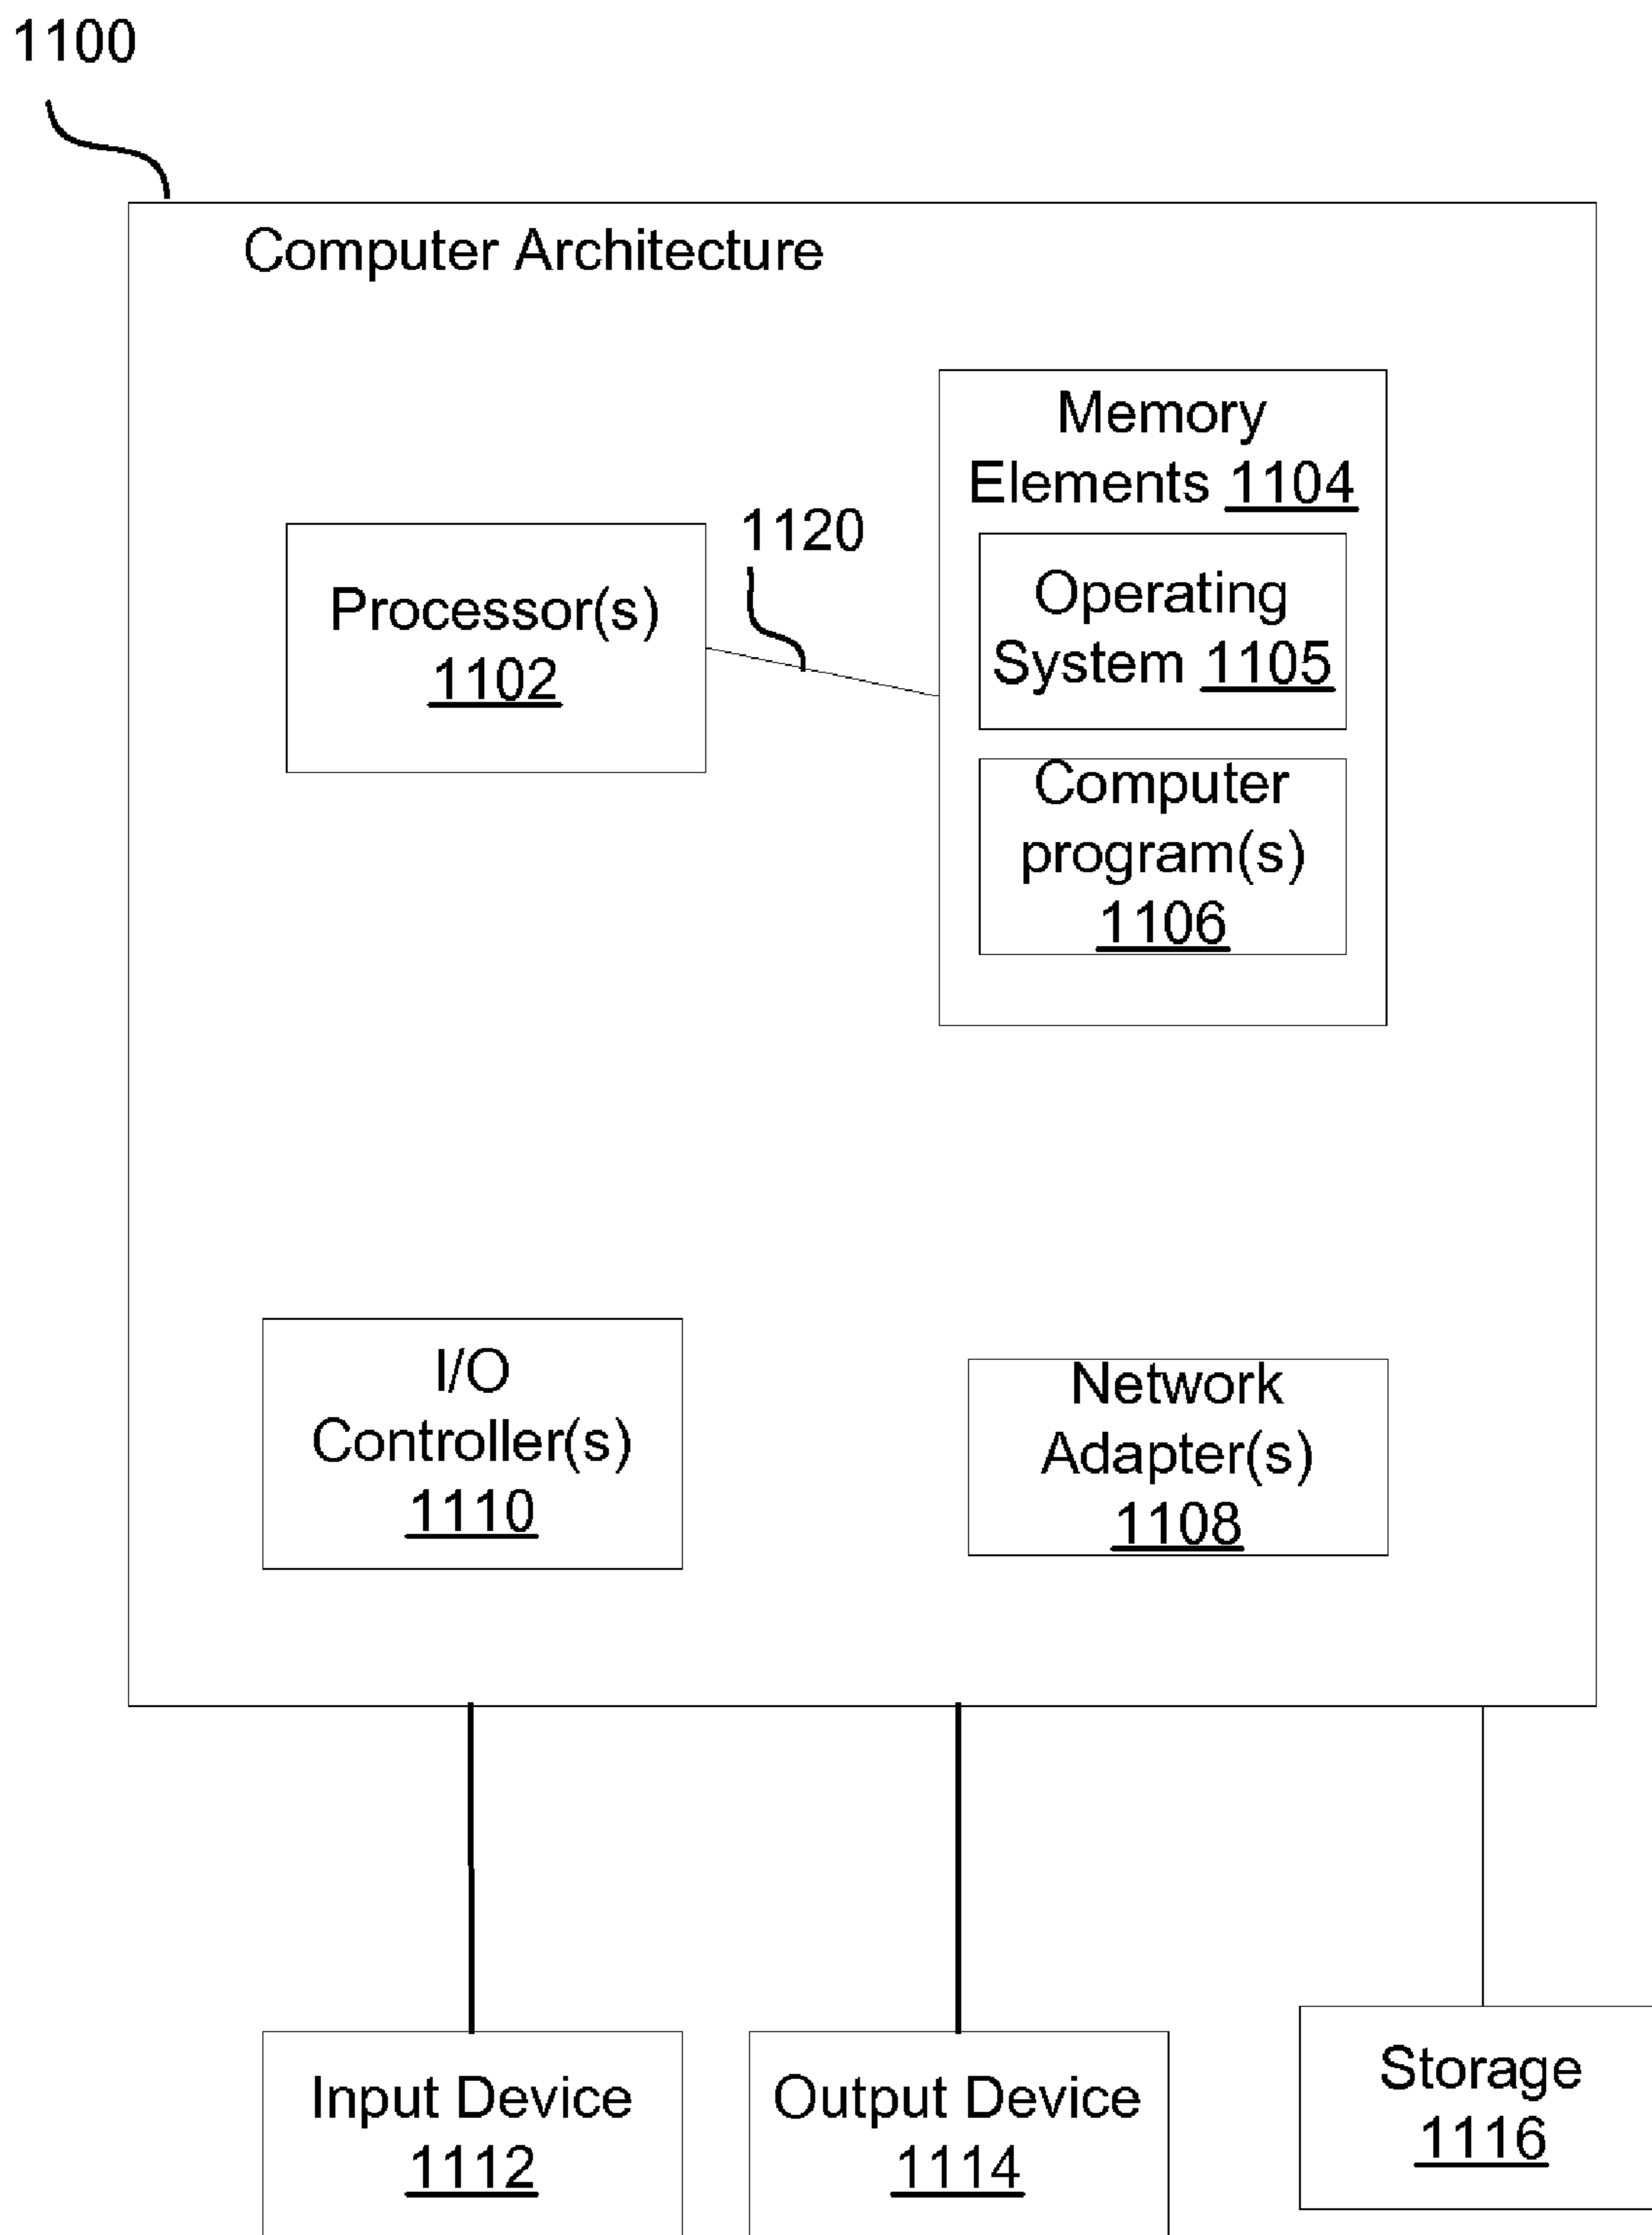 1100
Computer Architecture
Memory
Elements 1104
1120
Operating
System 1105
Processor(s)
1102
Computer
program(s)
1106
I/O
Controller(s)
1110
Network
Adapter(s)
1108
Input Device
1112
Output Device
1114
Storage
1116